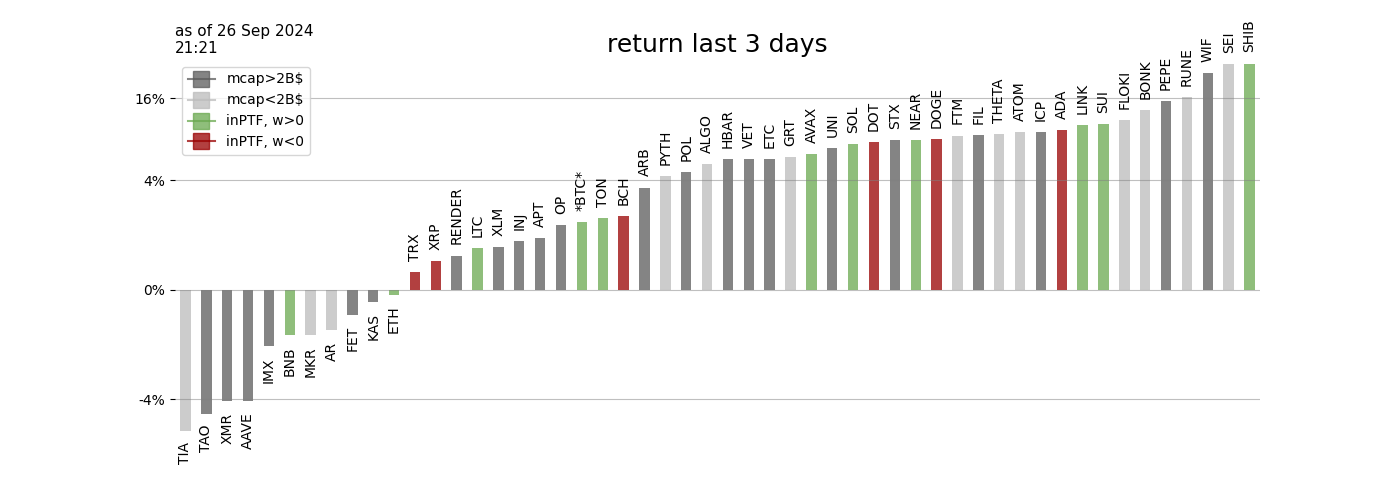 as of 26 Sep 2024
21:21
return last 3 days
mcap>2B$
mcap<2B$
inPTF, w>0
inPTF, w<0
16%
4%
0%
-4%
TIA
TAO
XMR
AAVE
IMX
BNB
MKR
AR
FET
KAS
ETH
TRX
XRP
RENDER
LTC
XLM
INJ
APT
OP
*BTC*
TON
BCH
ARB
PYTH
POL
ALGO
HBAR
VET
ETC
GRT
AVAX
UNI
SOL
DOT
STX
NEAR
DOGE
FTM
FIL
THETA
ATOM
ICP
ADA
LINK
SUI
FLOKI
BONK
PEPE
RUNE
WIF
SEI
SHIB